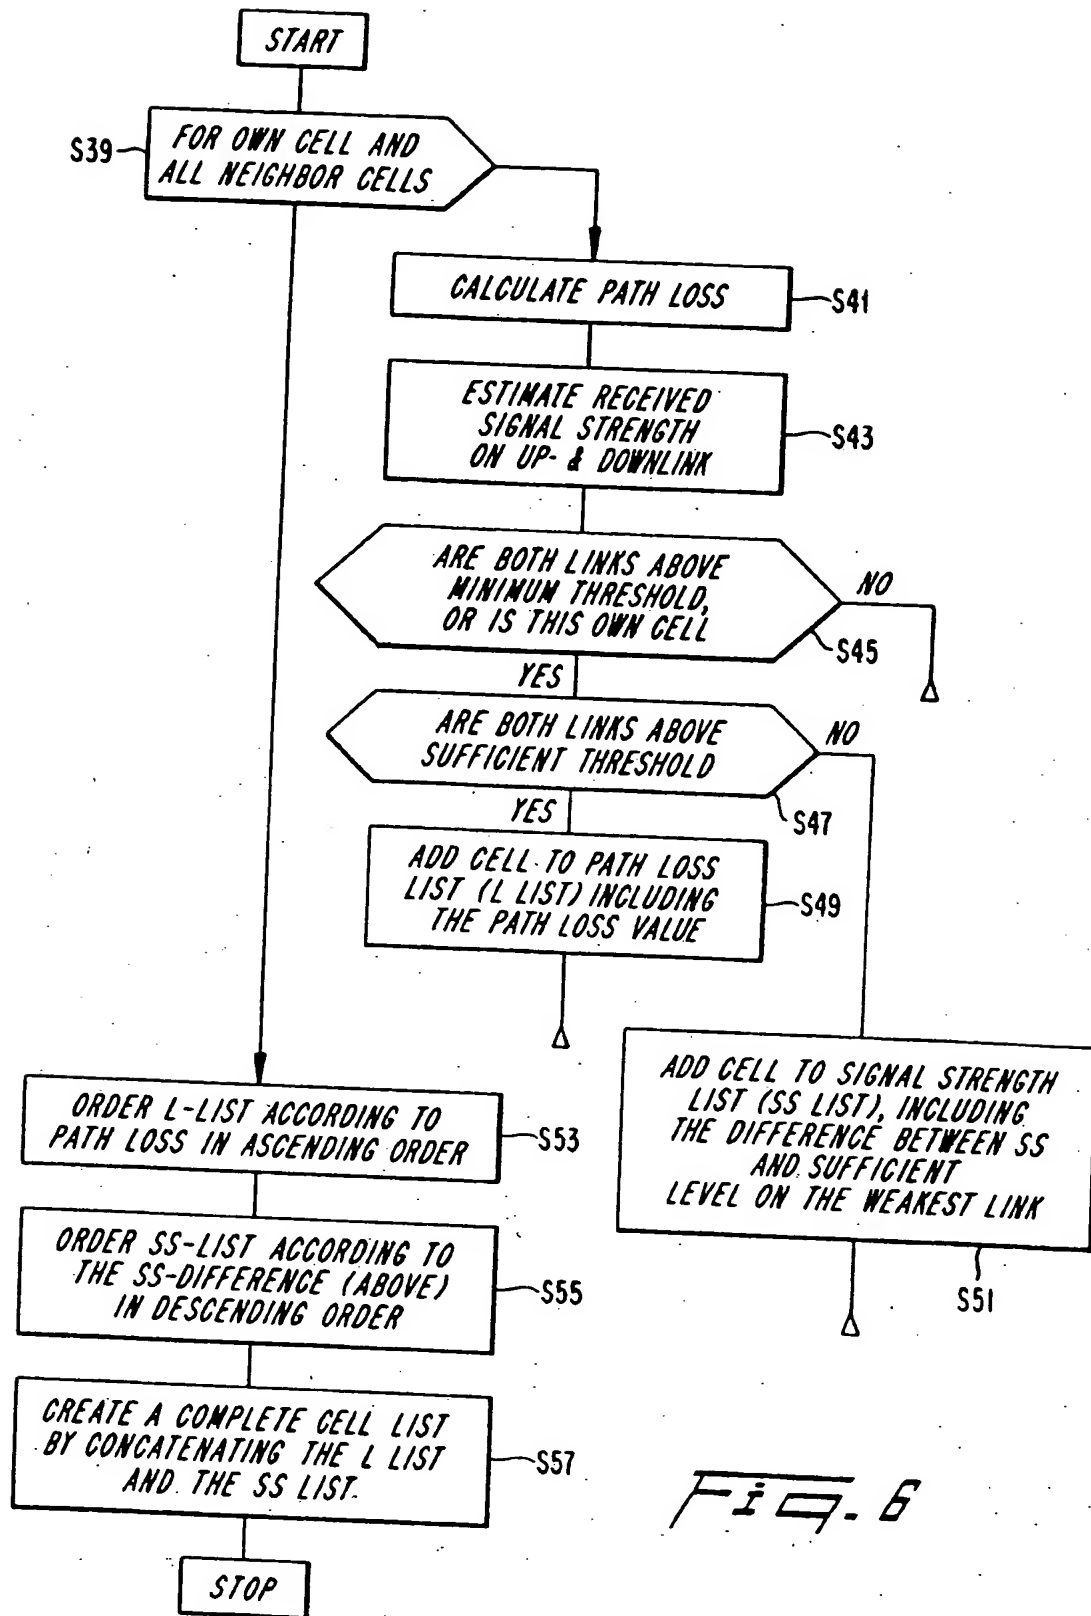 START
S39
FOR OWN CELL AND
ALL NEIGHBOR CELLS
CALCULATE PATH LOSS
S41
ESTIMATE RECEIVED
SIGNAL STRENGTH
ON UP- & DOWNLINK
S43
ARE BOTH LINKS ABOVE
MINIMUM THRESHOLD,
OR IS THIS OWN CELL
NO
S45
YES
ARE BOTH LINKS ABOVE
SUFFICIENT THRESHOLD
NO
S47
YES
ADD CELL TO PATH LOSS
LIST (L LIST) INCLUDING
THE PATH LOSS VALUE
S49
ADD CELL TO SIGNAL STRENGTH
LIST (SS LIST), INCLUDING
THE DIFFERENCE BETWEEN SS
AND SUFFICIENT
LEVEL ON THE WEAKEST LINK
S51
ORDER L-LIST ACCORDING TO
PATH LOSS IN ASCENDING ORDER
S53
ORDER SS-LIST ACCORDING TO
THE SS-DIFFERENCE (ABOVE)
IN DESCENDING ORDER
S55
CREATE A COMPLETE CELL LIST
BY CONCATENATING THE L LIST
AND THE SS LIST.
S57
STOP
Fig. 6